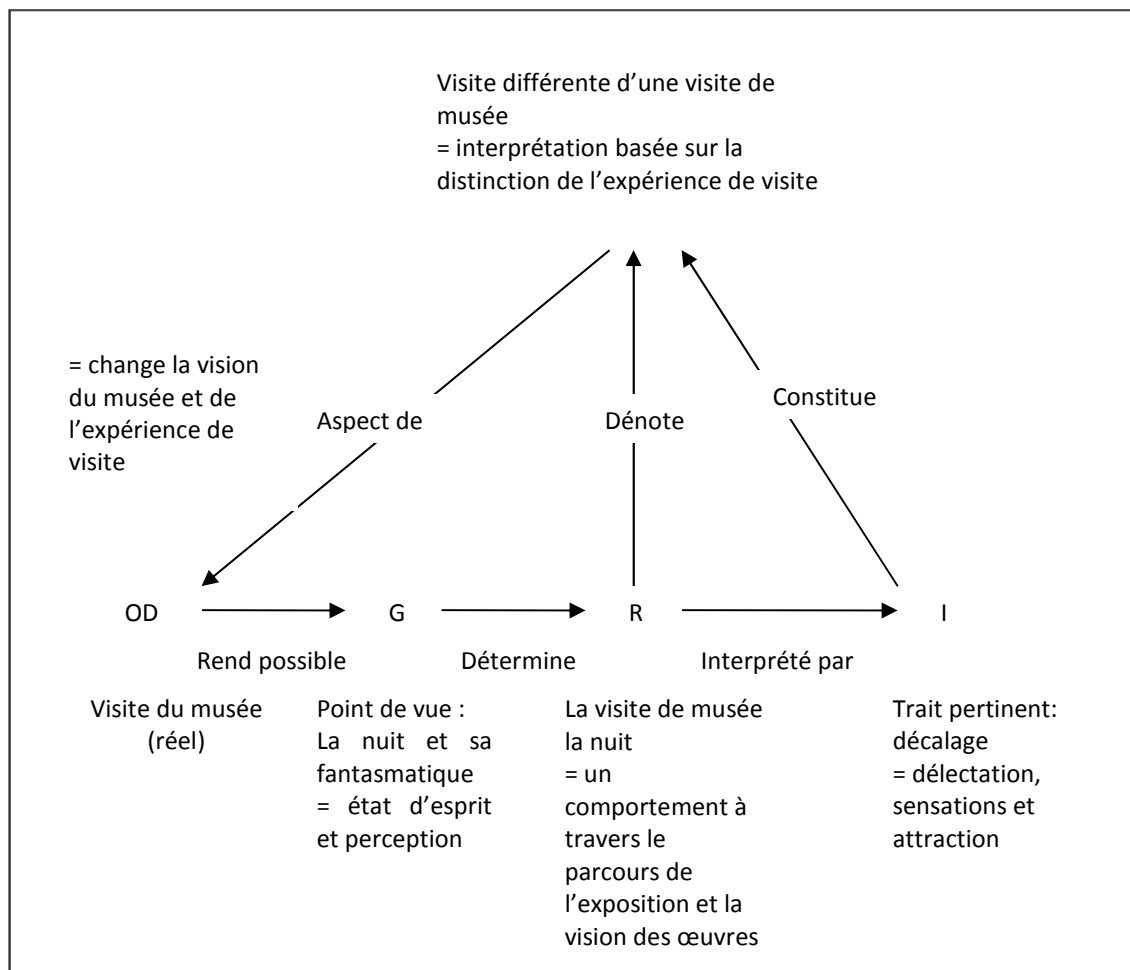 Visite différente d’une visite de
musée
= interprétation basée sur la
distinction de l’expérience de visite
= change la vision
du musée et de
l’expérience de
visite
Aspect de
Dénote
Constitue
OD
G
R
I
Rend possible
Détermine
Interprété par
Visite du musée
(réel)
Point de vue :
La nuit et sa
fantasmatique
= état d’esprit
et perception
La visite de musée
la nuit
= un
comportement à
travers le
parcours de
l’exposition et la
vision des œuvres
Trait pertinent:
décalage
= délectation,
sensations et
attraction